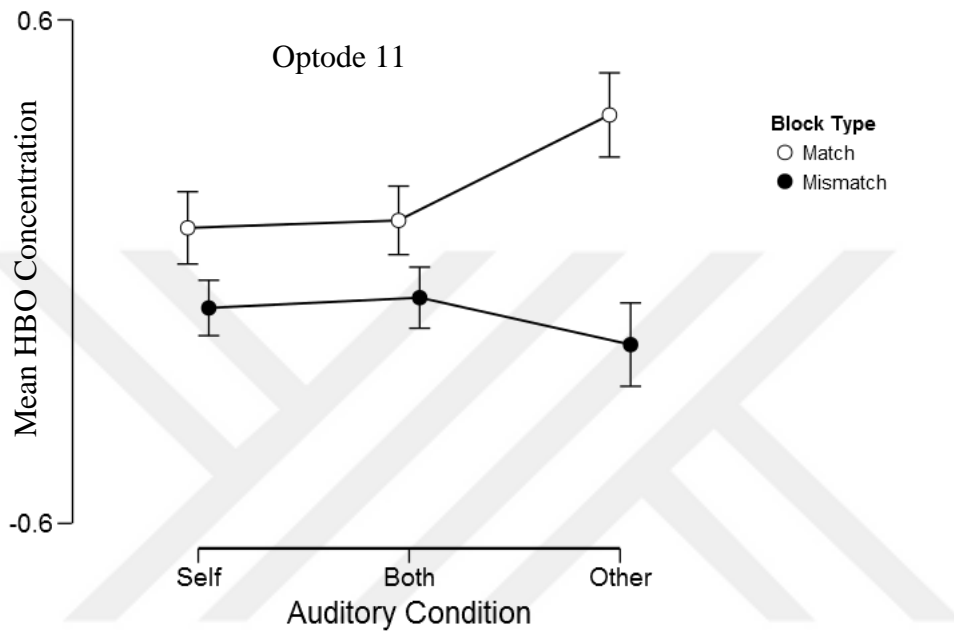 0.6
Optode 11
Mean HBO Concentration
Block Type
Match
Mismatch
-0.6
Self
Both
Other
Auditory Condition